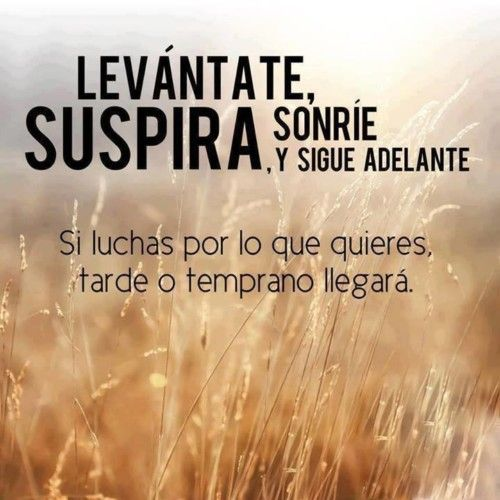 LEVÁNTATE,
SUSPIRA, SONRÍE
, Y SIGUE ADELANTE
Si luchas por lo que quieres,
tarde o temprano llegará.